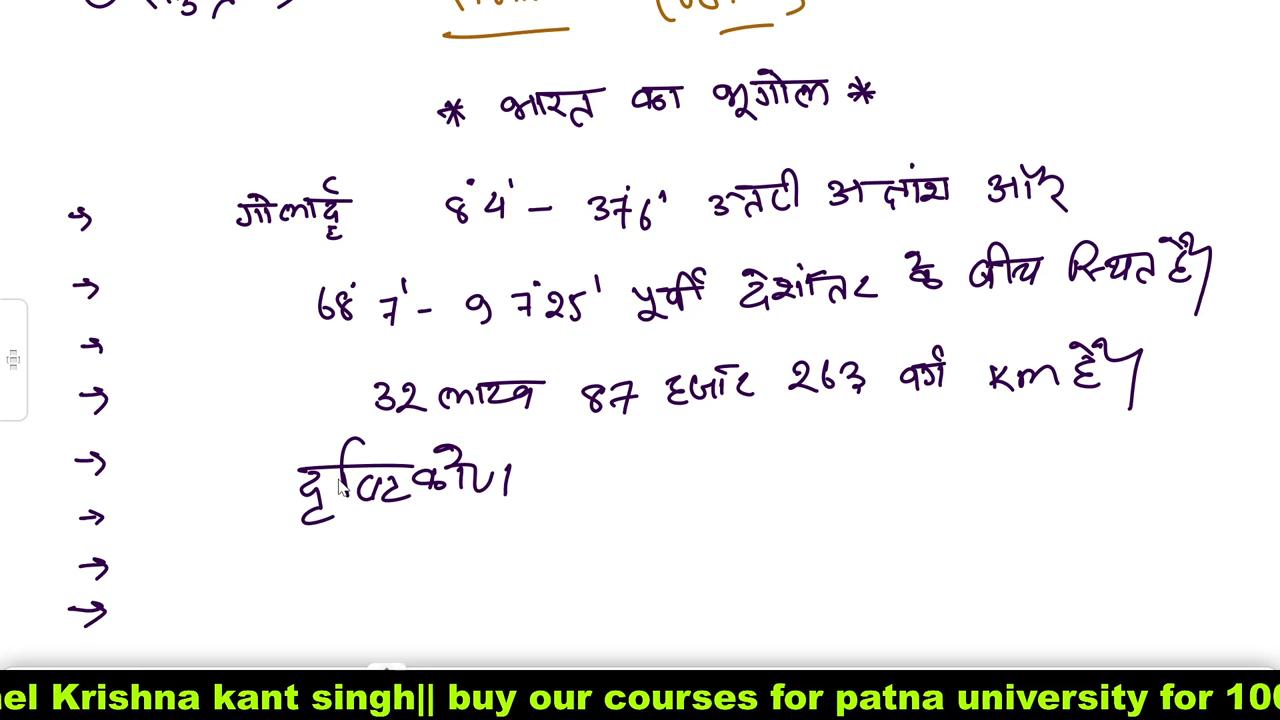 * भारत का भूगोल *
→ गोलार्द्ध 8°4' - 37°6' उत्तरी अक्षांश और
→ 68°7' - 97°25' पूर्वी देशांतर के बीच स्थित है।
→
→ 32 लाख 87 हजार 263 वर्ग km है।
→ दृष्टिकोण
→
→
→
nel Krishna kant singh|| buy our courses for patna university for 100